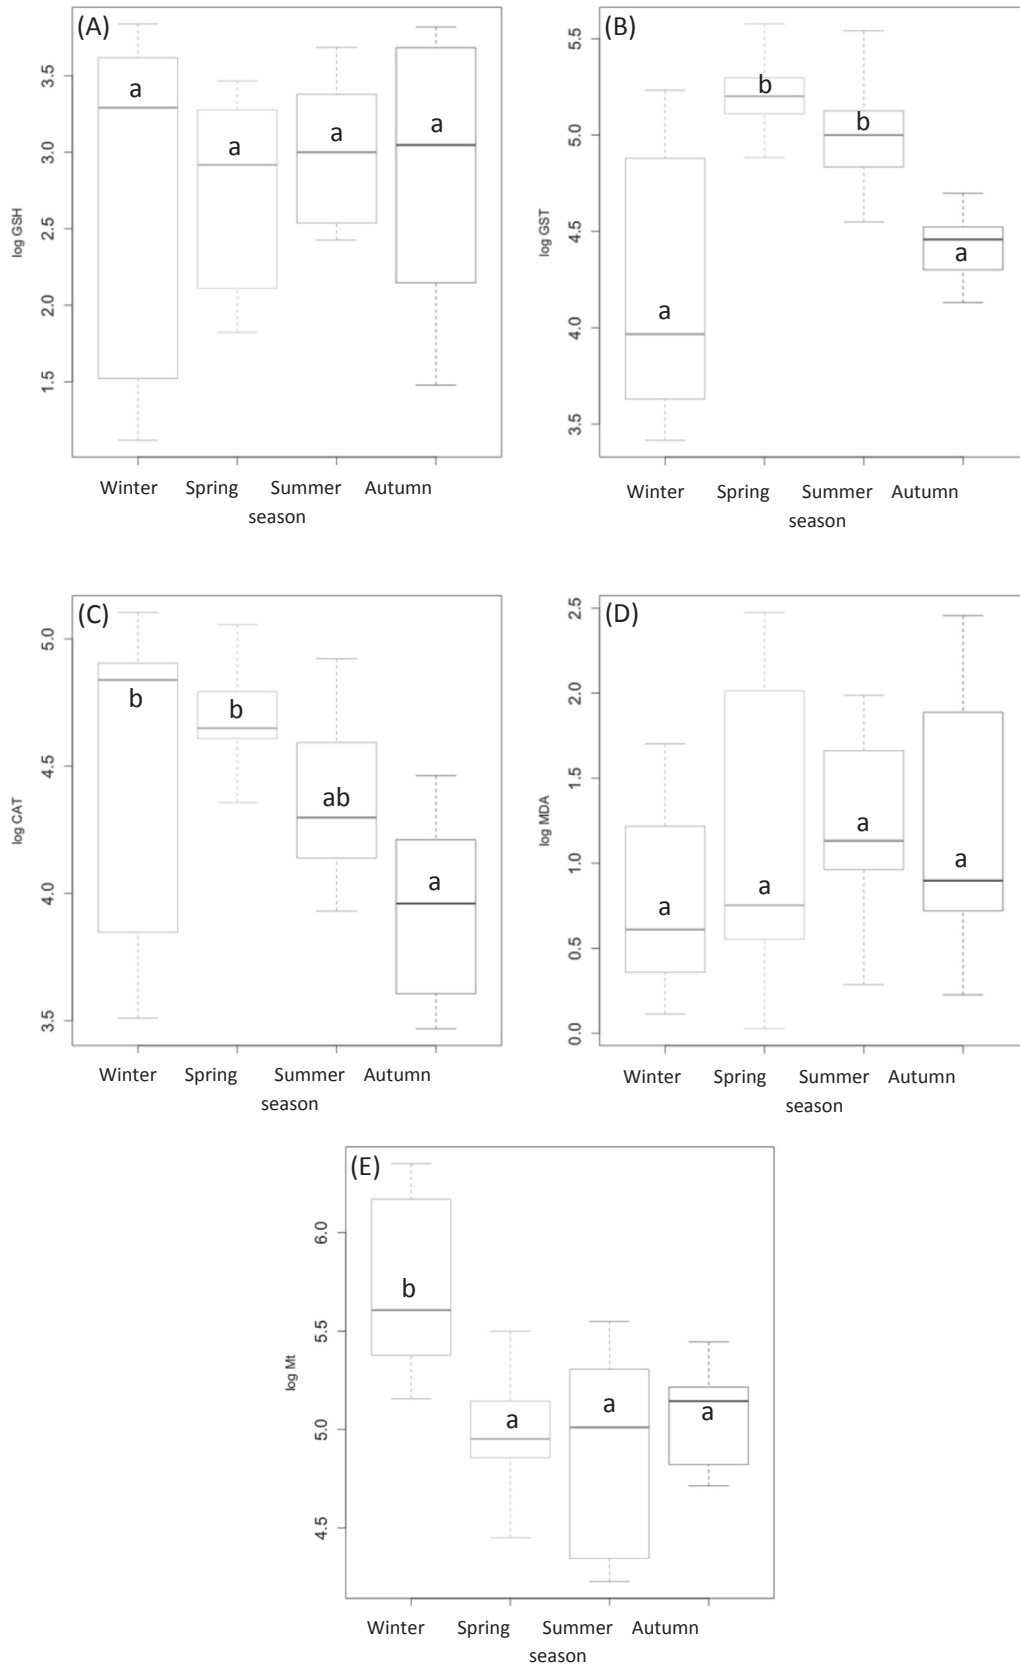 (A)
log GSH
3.5
3.0
2.5
2.0
1.5
a
a
a
a
Winter Spring Summer Autumn
season
(B)
log GST
5.5
5.0
4.5
4.0
3.5
a
b
b
a
Winter Spring Summer Autumn
season
(C)
log CAT
5.0
4.5
4.0
3.5
b
b
ab
a
Winter Spring Summer Autumn
season
(D)
log MDA
2.5
2.0
1.5
1.0
0.5
0.0
a
a
a
a
Winter Spring Summer Autumn
season
(E)
log Mt
6.0
5.5
5.0
4.5
b
a
a
a
Winter Spring Summer Autumn
season